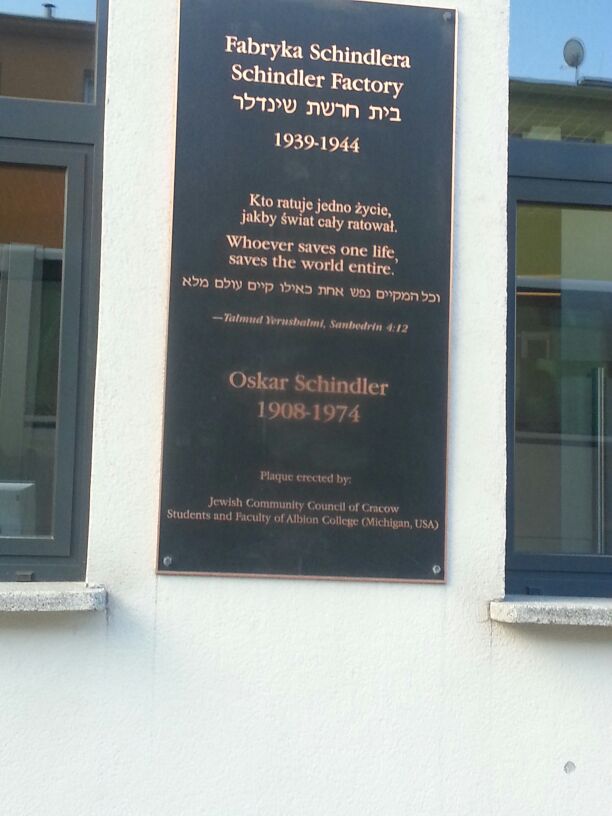 Fabryka Schindlera
Schindler Factory
בית חרשת שינדלר
1939-1944
Kto ratuje jedno życie,
jakby świat cały ratował.
Whoever saves one life,
saves the world entire.
וכל המקיים נפש אחת כאילו קיים עולם מלא
—Talmud Yerushalmi, Sanhedrin 4:12
Oskar Schindler
1908-1974
Plaque erected by:
Jewish Community Council of Cracow
Students and Faculty of Albion College (Michigan, USA)